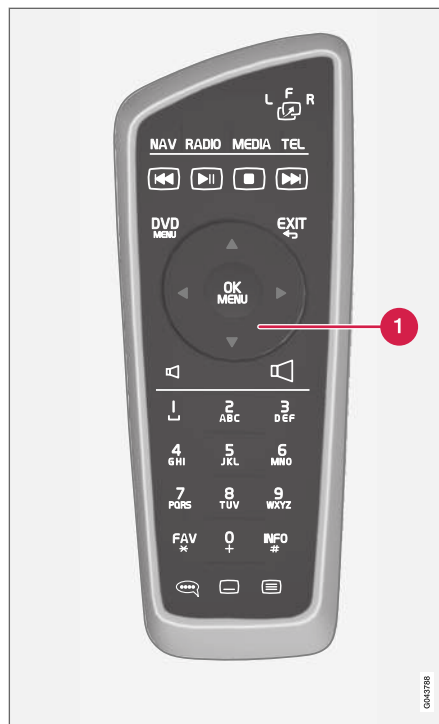 L F R
NAV RADIO MEDIA TEL
DVD EXIT
MENU
OK
MENU
1
1 2 3
ABC DEF
4 5 6
GHI JKL MNO
7 8 9
PQRS TUV WXYZ
FAV 0 INFO
* + #
G043788